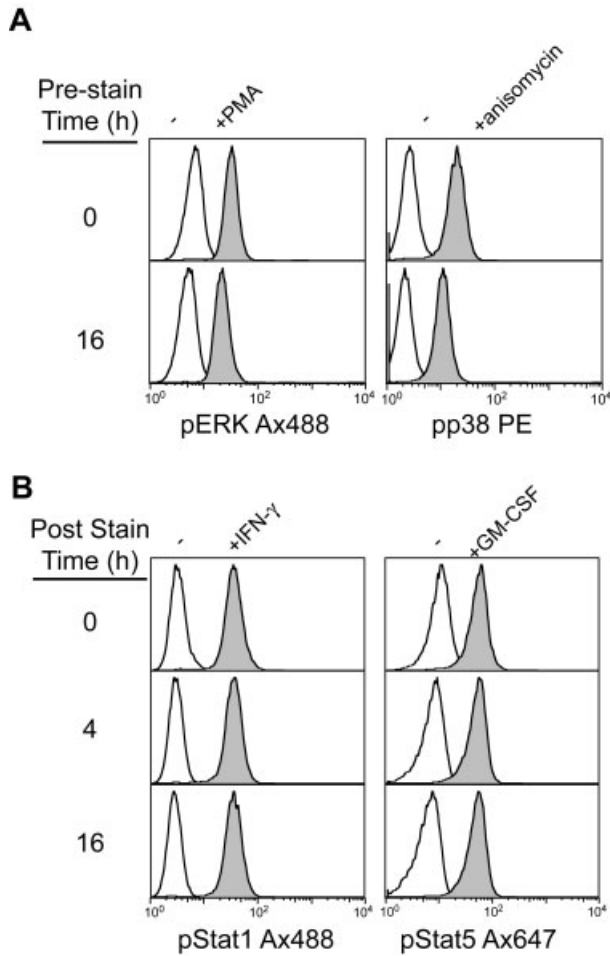 A
Pre-stain
Time (h)
-
+PMA
-
+anisomycin
0
16
10^0 10^2 10^4
10^0 10^2 10^4
pERK Ax488
pp38 PE
B
Post Stain
Time (h)
-
+IFN-γ
-
+GM-CSF
0
4
16
10^0 10^2 10^4
10^0 10^2 10^4
pStat1 Ax488
pStat5 Ax647